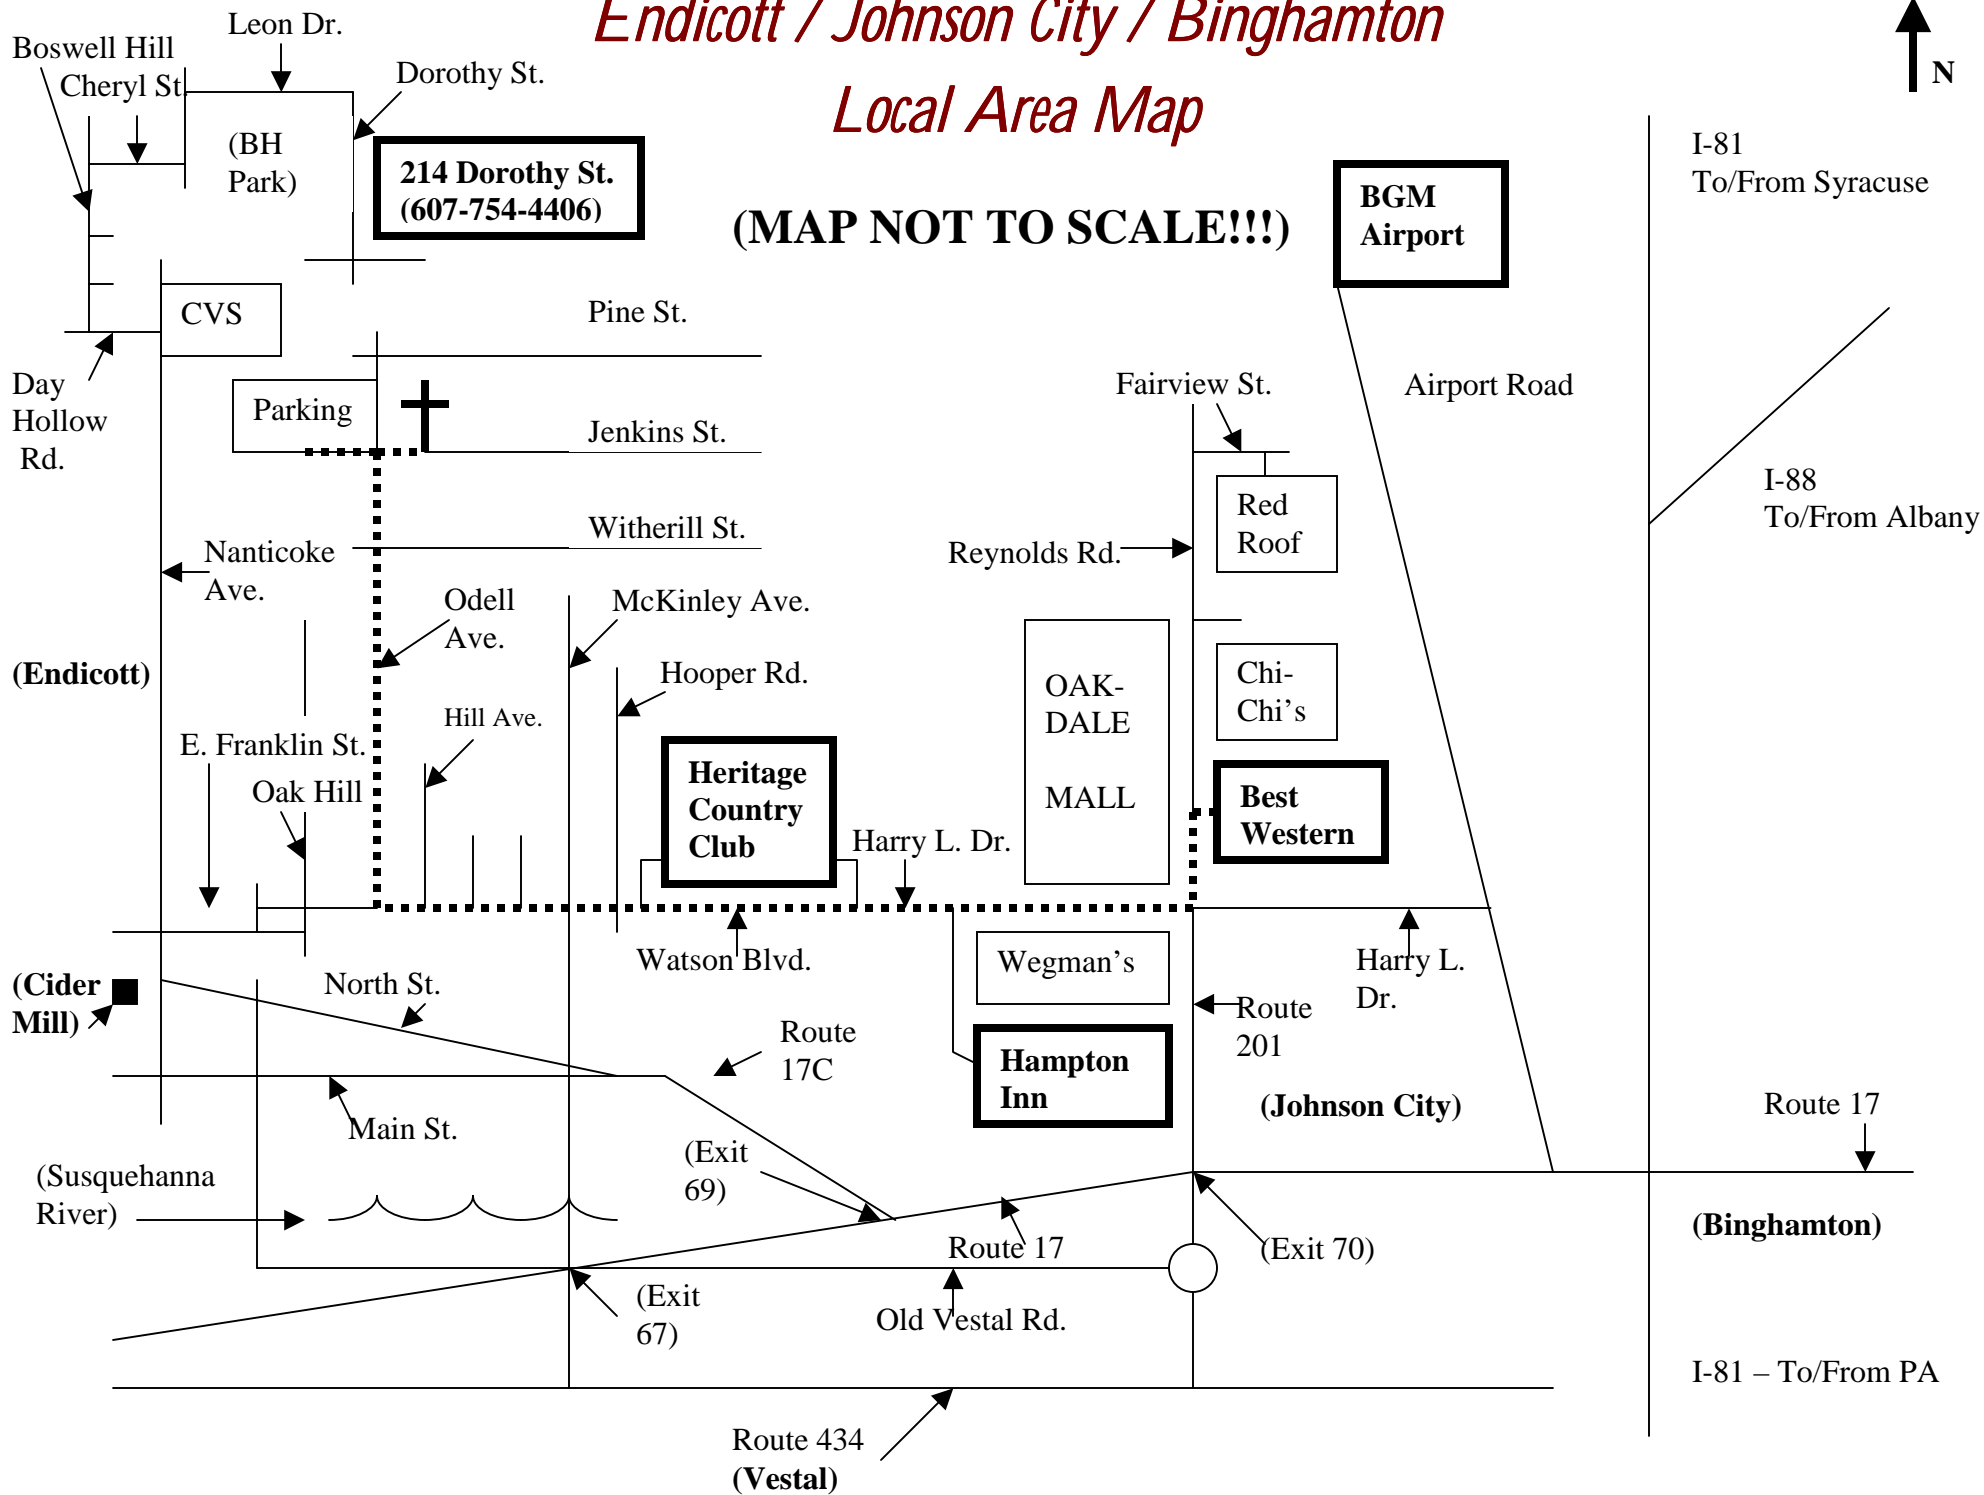 Endicott / Johnson City / Binghamton
Local Area Map
N
Leon Dr.
Boswell Hill
Cheryl St.
Dorothy St.
(BH
Park)
214 Dorothy St.
(607-754-4406)
(MAP NOT TO SCALE!!!)
BGM
Airport
I-81
To/From Syracuse
CVS
Pine St.
Day
Hollow
Rd.
Parking
Jenkins St.
Fairview St.
Airport Road
Red
Roof
I-88
To/From Albany
Witherill St.
Nanticoke
Ave.
Reynolds Rd.
Odell
Ave.
McKinley Ave.
(Endicott)
Hooper Rd.
OAK-
DALE
MALL
Chi-
Chi's
Hill Ave.
E. Franklin St.
Oak Hill
Heritage
Country
Club
Harry L. Dr.
Best
Western
Watson Blvd.
Wegman's
Harry L.
Dr.
(Cider
Mill)
North St.
Route
17C
Route
201
Hampton
Inn
(Johnson City)
Route 17
Main St.
(Exit
69)
(Susquehanna
River)
Route 17
(Exit 70)
(Binghamton)
(Exit
67)
Old Vestal Rd.
I-81 – To/From PA
Route 434
(Vestal)